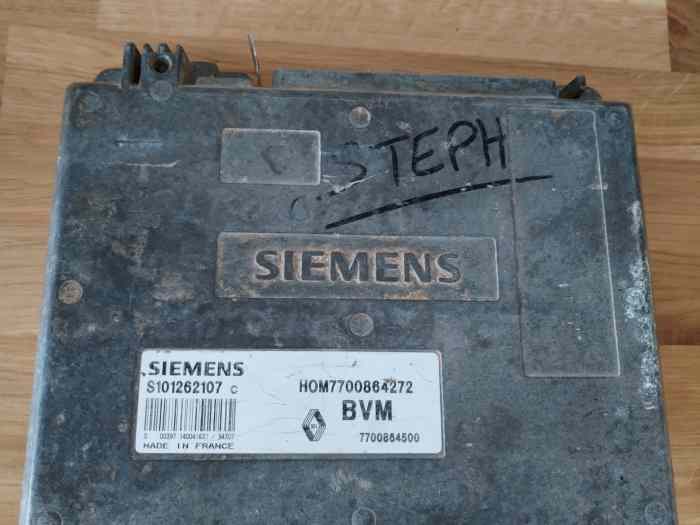 STEPH
SIEMENS
SIEMENS
S101262107 C
HOM7700864272
BVM
7700864500
MADE IN FRANCE